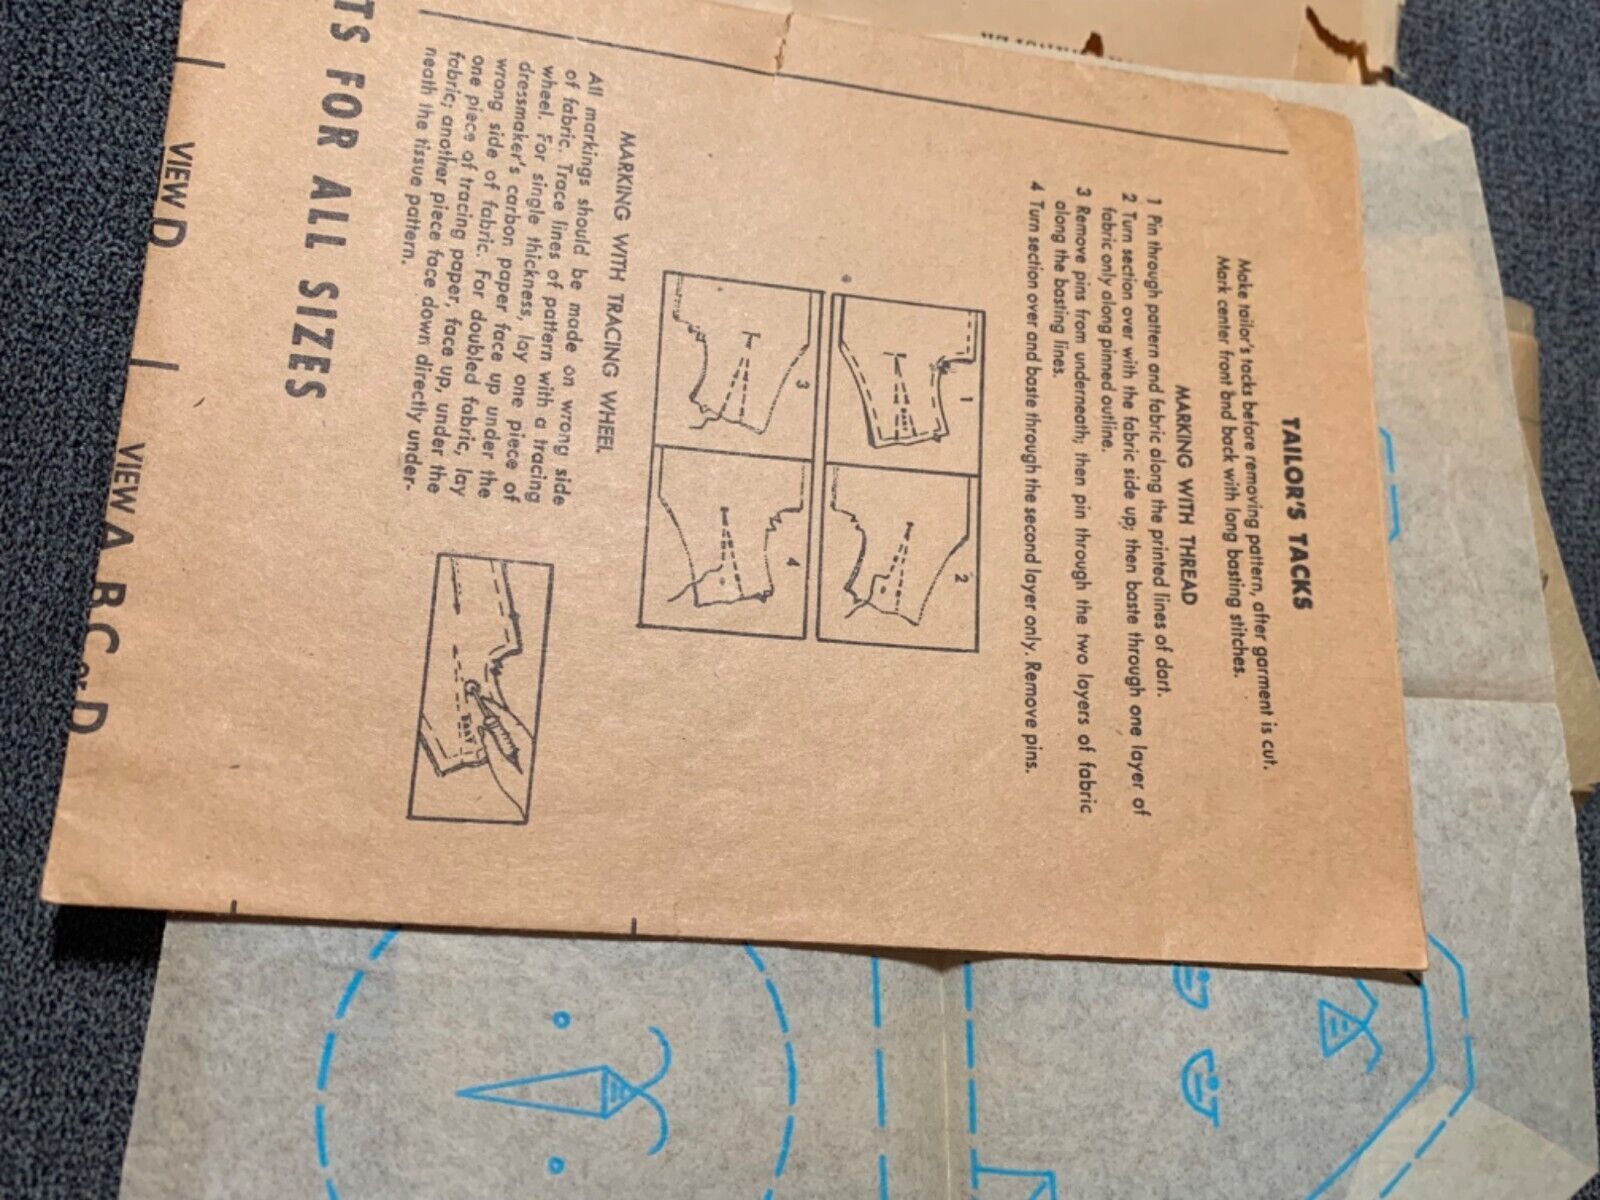 TAILOR'S TACKS
Make tailor's tacks before removing pattern, after garment is cut.
Mark center front bnd back with long basting stitches.
MARKING WITH THREAD
1 Pin through pattern and fabric along the printed lines of dart.
2 Turn section over with the fabric side up; then baste through one layer of
fabric only along pinned outline.
3 Remove pins from underneath; then pin through the two layers of fabric
along the basting lines.
4 Turn section over and baste through the second layer only. Remove pins.
1
2
3
4
MARKING WITH TRACING WHEEL
All markings should be made on wrong side
of fabric. Trace lines of pattern with a tracing
wheel. For single thickness, lay one piece of
dressmaker's carbon paper face up under the
wrong side of fabric. For doubled fabric, lay
one piece of tracing paper, face up, under the
fabric; another piece face down directly under-
neath the tissue pattern.
TS FOR ALL SIZES
VIEW D
VIEW A B C or D